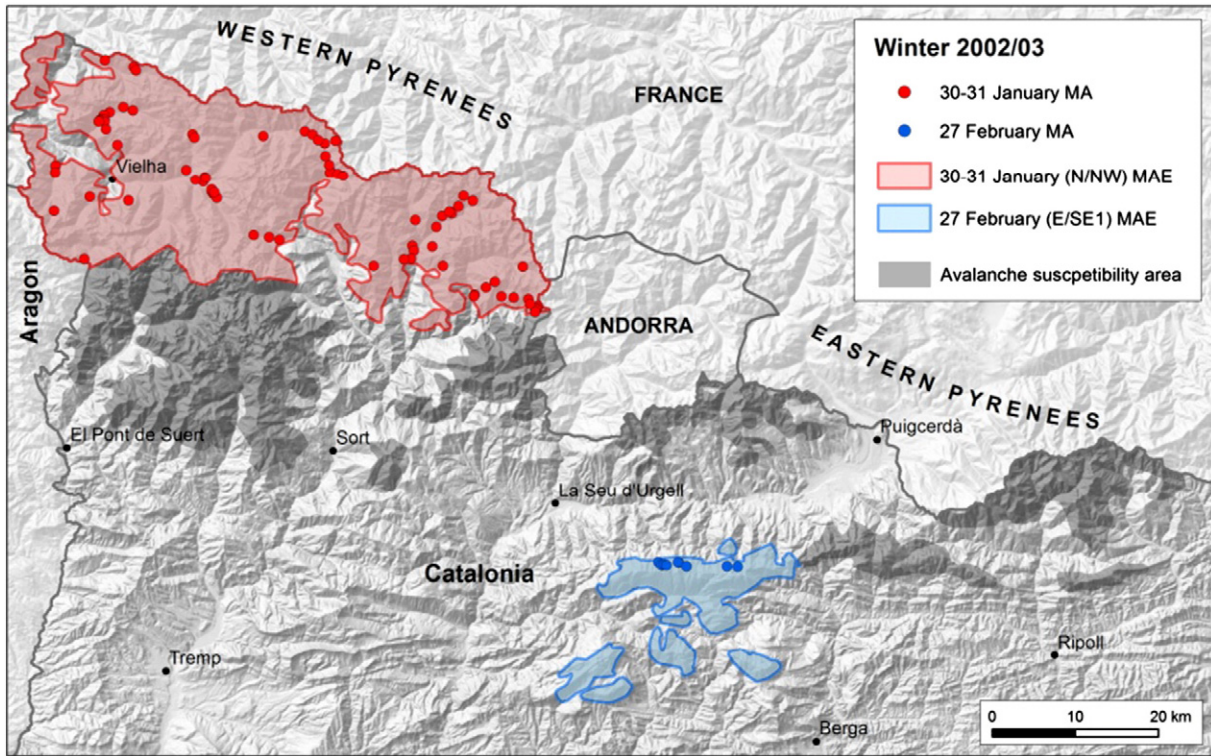 WESTERN PYRENEES
FRANCE
Winter 2002/03
30-31 January MA
27 February MA
30-31 January (N/NW) MAE
27 February (E/SE1) MAE
Avalanche suscpetibility area
Vielha
Aragon
ANDORRA
EASTERN PYRENEES
El Pont de Suert
Sort
Puigcerdà
La Seu d'Urgell
Catalonia
Tremp
Ripoll
Berga
0 10 20 km